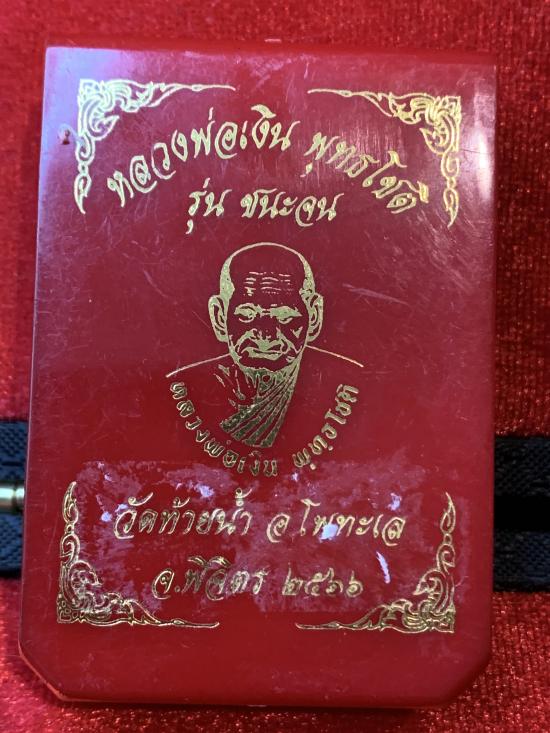 หลวงพ่อเงิน พุทธโชติ
รุ่น ชนะจน
หลวงพ่อเงิน พุทธโชติ
วัดท้ายน้ำ อ.โพทะเล
จ.พิจิตร ๒๕๑๖